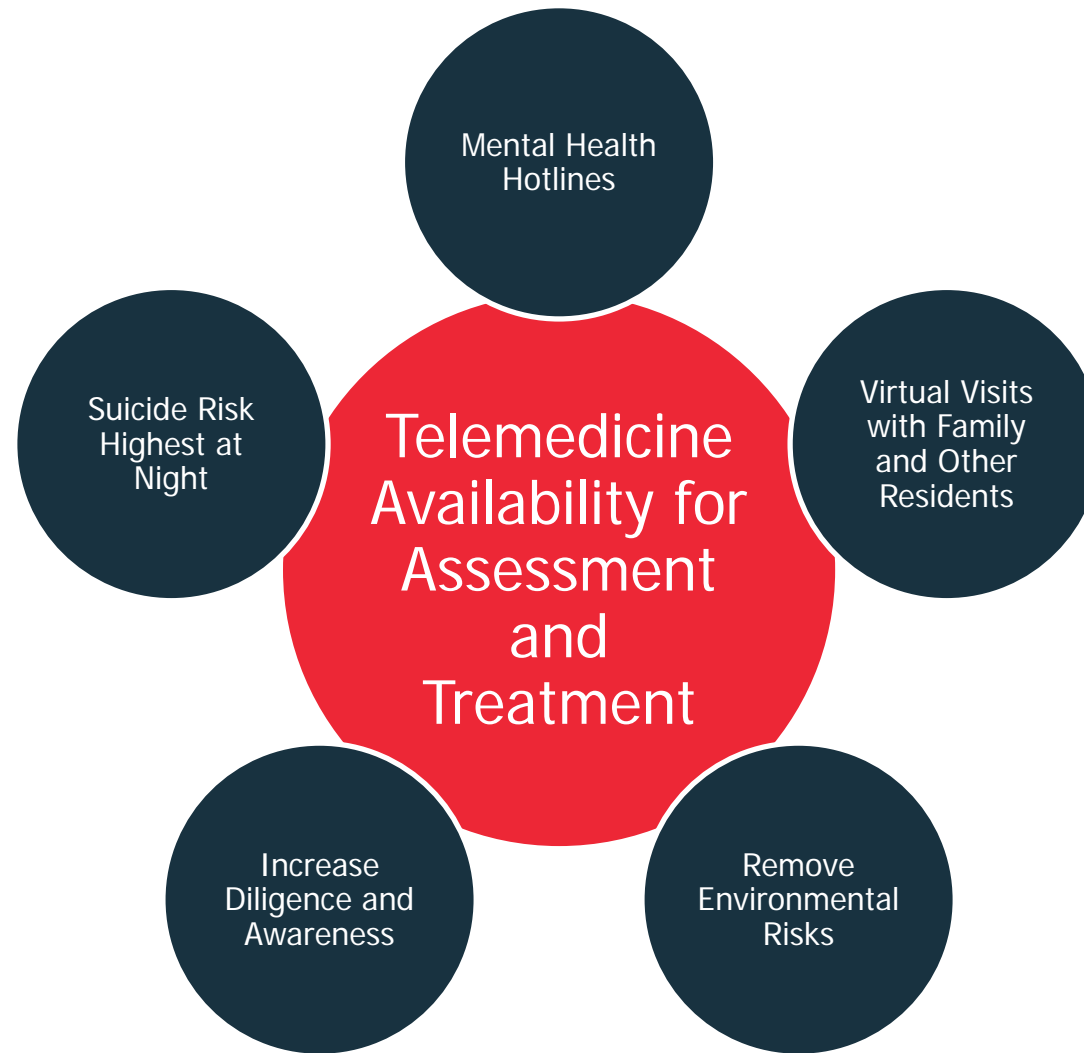 Mental Health
Hotlines
Suicide Risk
Highest at
Night
Virtual Visits
with Family
and Other
Residents
Telemedicine
Availability for
Assessment
and
Treatment
Increase
Diligence and
Awareness
Remove
Environmental
Risks